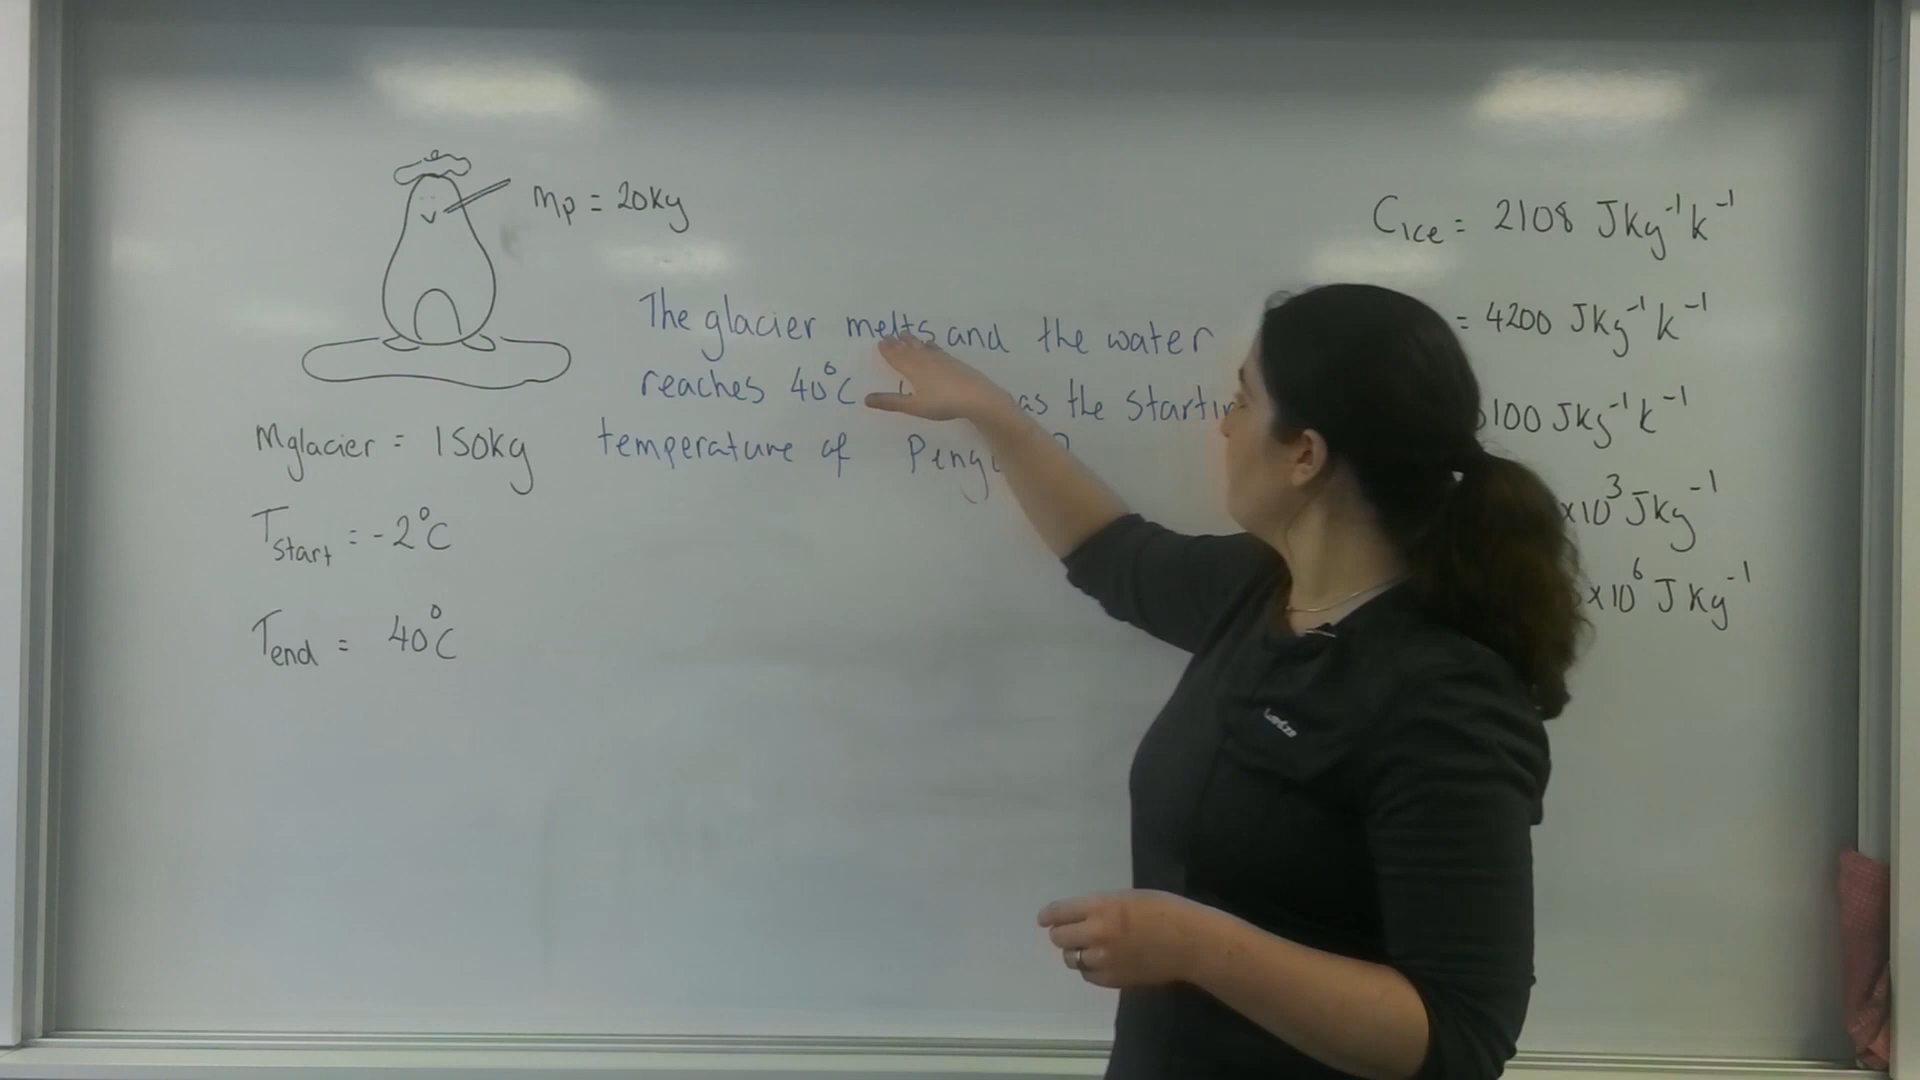 mp = 20kg
The glacier melts and the water
reaches 40°C as the
temperature of
Mglacier = 150kg
Tstart = -2°C
Tend = 40°C
Cice = 2108 Jkg⁻¹k⁻¹
= 4200 Jkg⁻¹k⁻¹
100 Jkg⁻¹k⁻¹
x10³ Jkg⁻¹
x10⁶ Jkg⁻¹